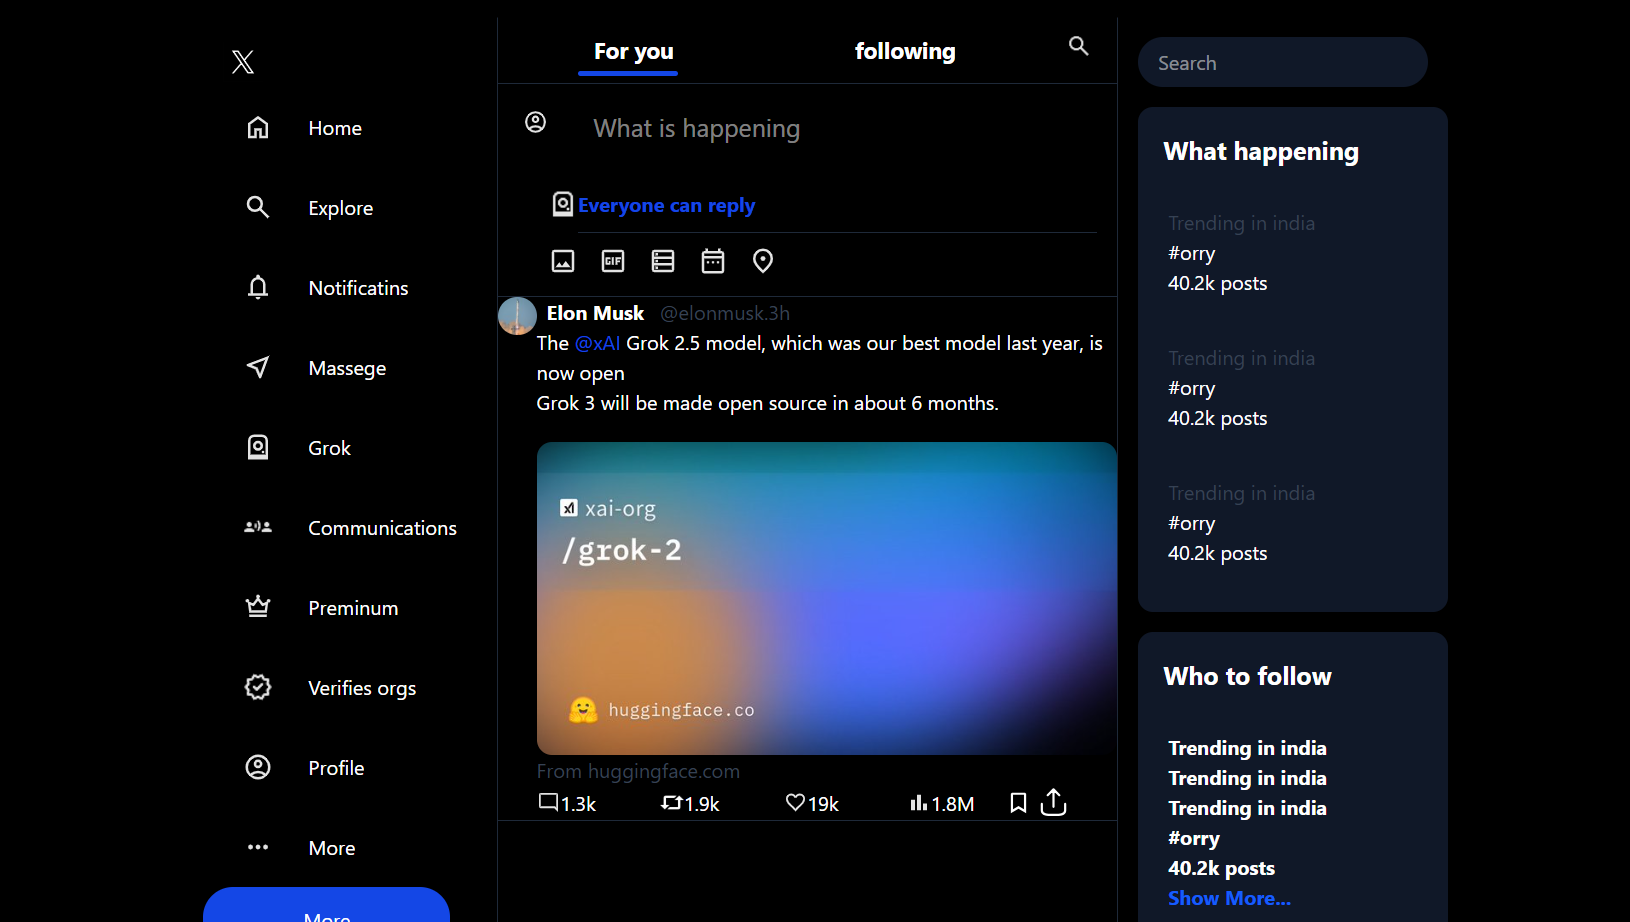 Home
Explore
Notificatins
Massege
Grok
Communications
Preminum
Verifies orgs
Profile
More
More
For you
following
What is happening
Everyone can reply
GIF
Elon Musk @elonmusk.3h
The @xAI Grok 2.5 model, which was our best model last year, is
now open
Grok 3 will be made open source in about 6 months.
xai-org
/grok-2
huggingface.co
From huggingface.com
1.3k 1.9k 19k 1.8M
Search
What happening
Trending in india
#orry
40.2k posts
Trending in india
#orry
40.2k posts
Trending in india
#orry
40.2k posts
Who to follow
Trending in india
Trending in india
Trending in india
#orry
40.2k posts
Show More...